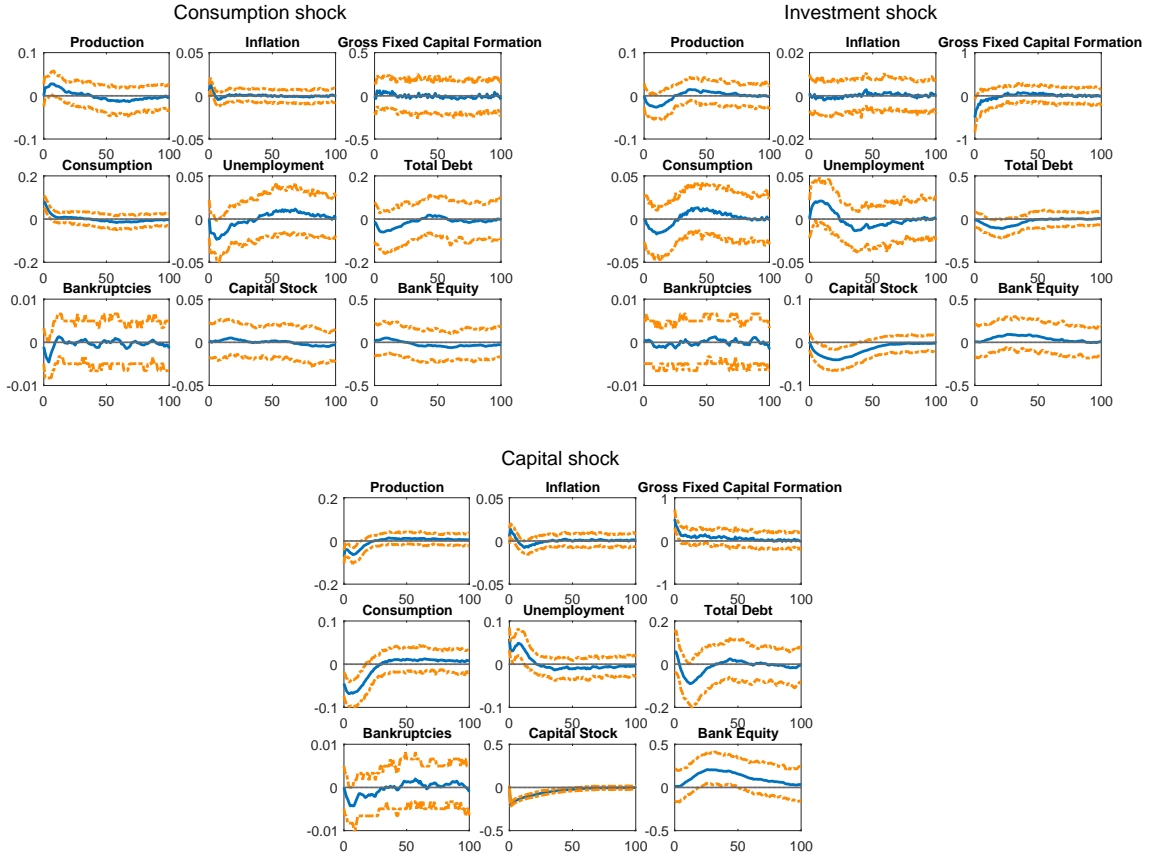 Consumption shock
Production Inflation Gross Fixed Capital Formation
0.1 0.05 0.5
0 0 0
-0.1 -0.05 -0.5
0 50 100 0 50 100 0 50 100
Consumption Unemployment Total Debt
0.2 0.05 0.2
0 0 0
-0.2 -0.05 -0.2
0 50 100 0 50 100 0 50 100
Bankruptcies Capital Stock Bank Equity
0.01 0.05 0.5
0 0 0
-0.01 -0.05 -0.5
0 50 100 0 50 100 0 50 100
Investment shock
Production Inflation Gross Fixed Capital Formation
0.1 0.02 1
0 0 0
-0.1 -0.02 -1
0 50 100 0 50 100 0 50 100
Consumption Unemployment Total Debt
0.05 0.05 0.5
0 0 0
-0.05 -0.05 -0.5
0 50 100 0 50 100 0 50 100
Bankruptcies Capital Stock Bank Equity
0.01 0.1 0.5
0 0 0
-0.01 -0.1 -0.5
0 50 100 0 50 100 0 50 100
Capital shock
Production Inflation Gross Fixed Capital Formation
0.2 0.05 1
0 0 0
-0.2 -0.05 -1
0 50 100 0 50 100 0 50 100
Consumption Unemployment Total Debt
0.1 0.1 0.2
0 0 0
-0.1 -0.1 -0.2
0 50 100 0 50 100 0 50 100
Bankruptcies Capital Stock Bank Equity
0.01 0.5 0.5
0 0 0
-0.01 -0.5 -0.5
0 50 100 0 50 100 0 50 100